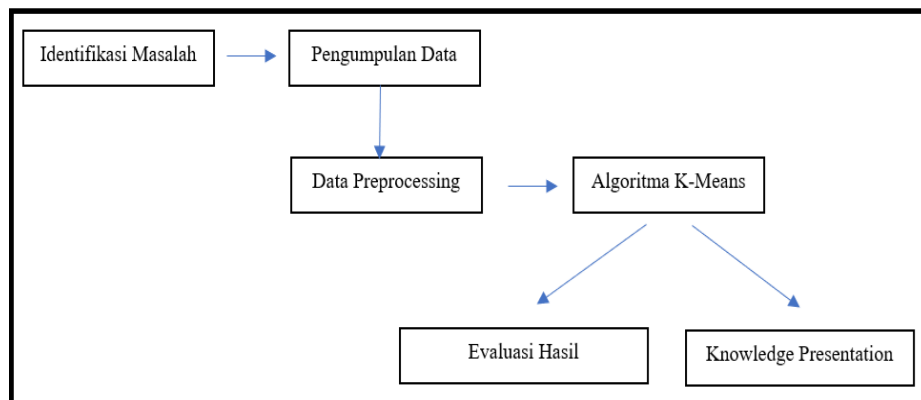 Identifikasi Masalah
Pengumpulan Data
Data Preprocessing
Algoritma K-Means
Evaluasi Hasil
Knowledge Presentation